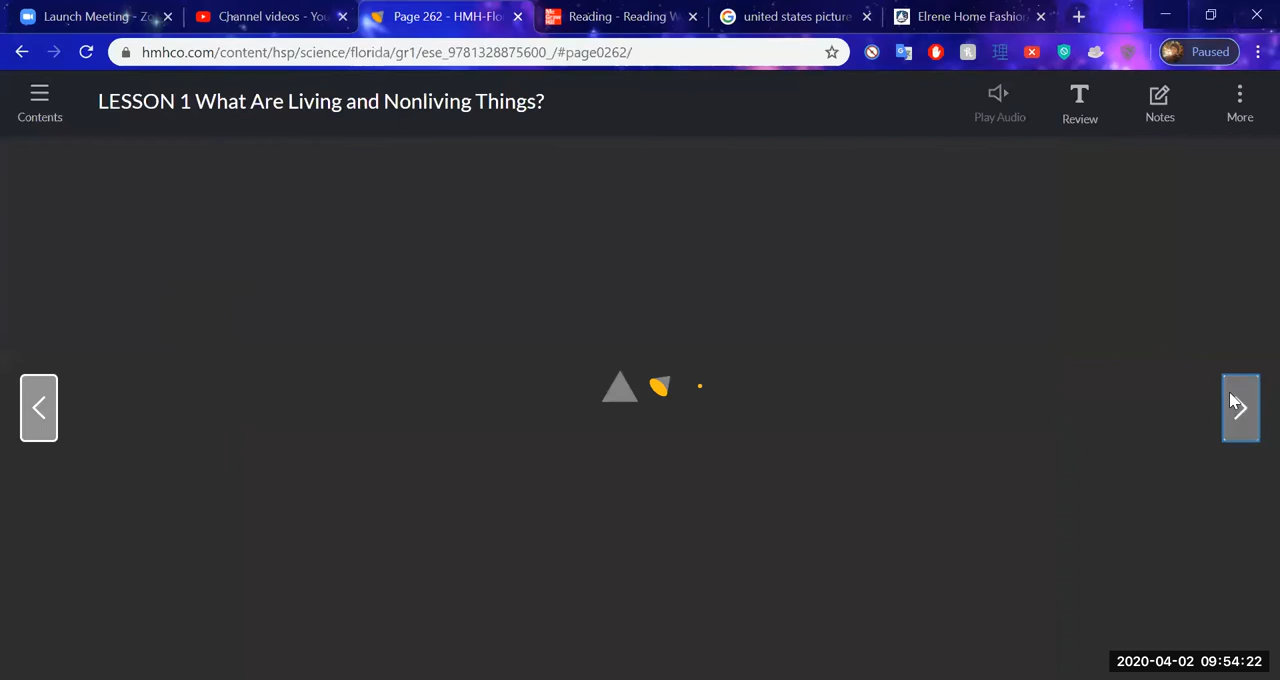 Launch Meeting - Zo
Channel videos - You
Page 262 - HMH-Flo
Reading - Reading W
united states picture
Elrene Home Fashion
hmhco.com/content/hsp/science/florida/gr1/ese_9781328875600_/#page0262/
Paused
Contents
LESSON 1 What Are Living and Nonliving Things?
Play Audio
Review
Notes
More
2020-04-02 09:54:22